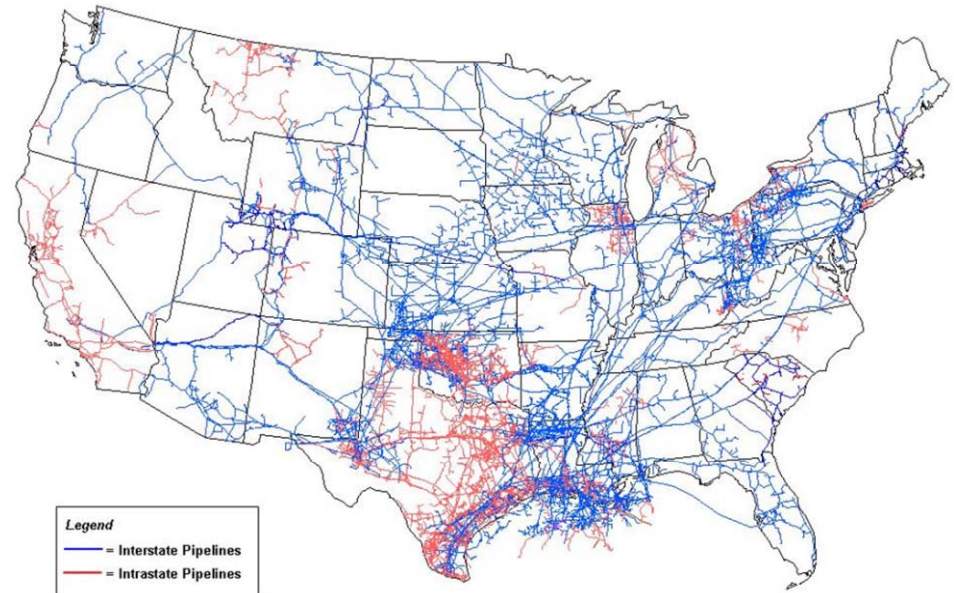 Legend
= Interstate Pipelines
= Intrastate Pipelines